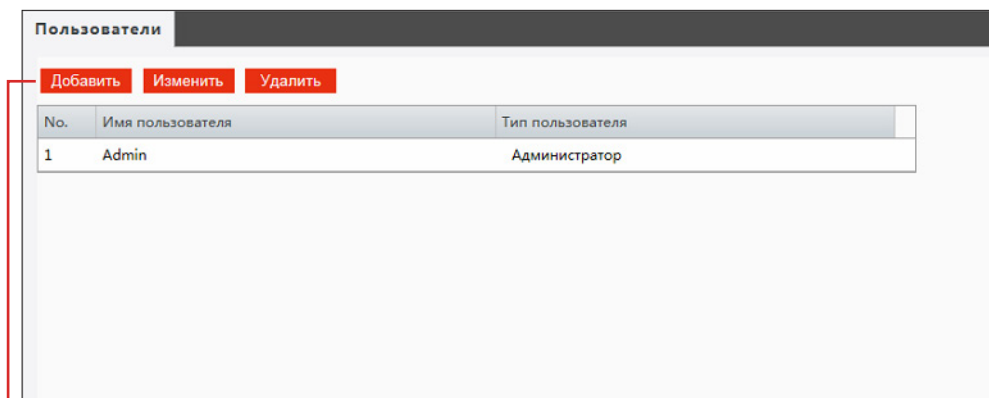 Пользователи
Добавить Изменить Удалить
No. Имя пользователя Тип пользователя
1 Admin Администратор